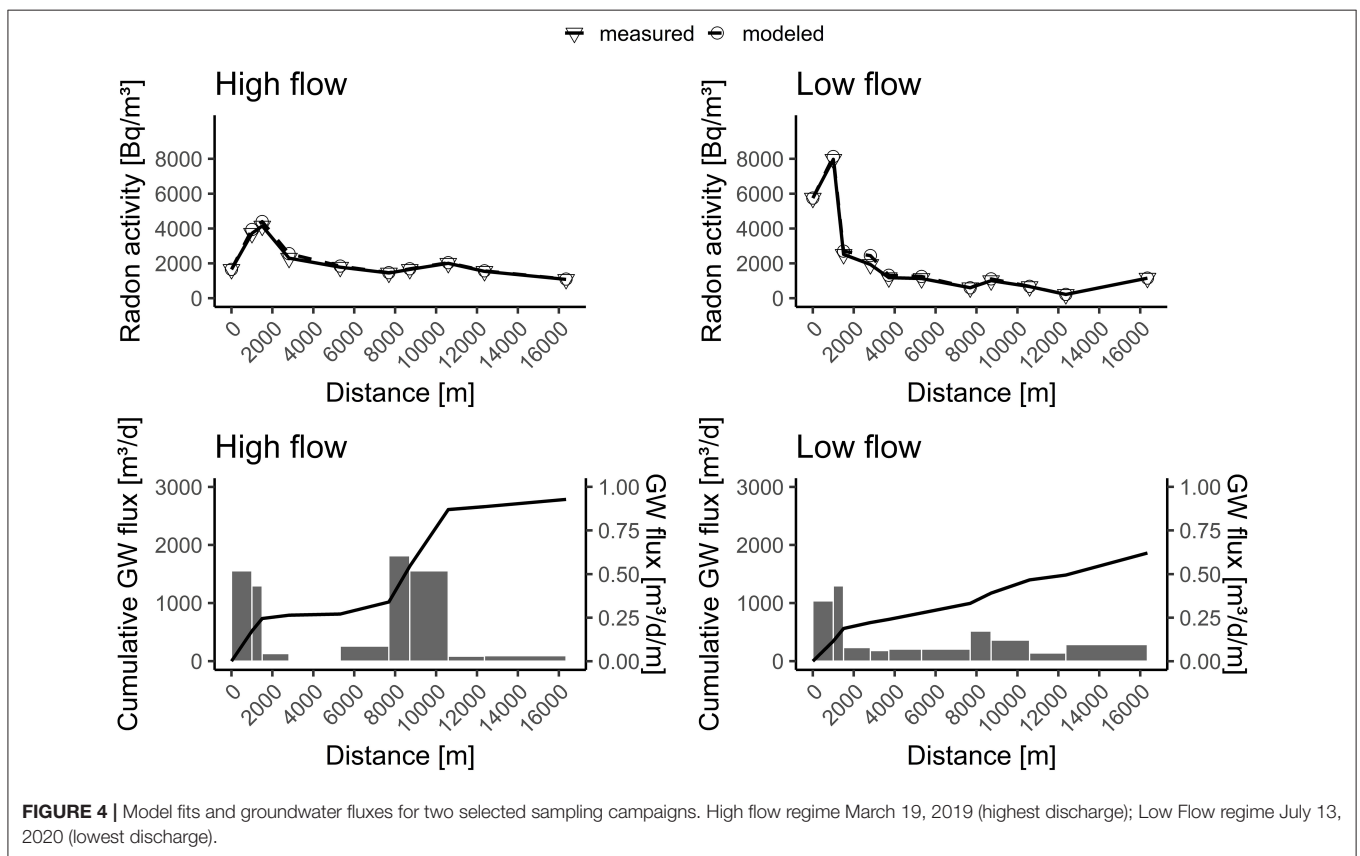 measured modeled
High flow
Radon activity [Bq/m³]
8000
6000
4000
2000
0
0 2000 4000 6000 8000 10000 12000 14000 16000
Distance [m]
Low flow
Radon activity [Bq/m³]
8000
6000
4000
2000
0
0 2000 4000 6000 8000 10000 12000 14000 16000
Distance [m]
High flow
Cumulative GW flux [m³/d]
3000
2000
1000
0
1.00
0.75
0.50
0.25
0.00
GW flux [m³/d/m]
0 2000 4000 6000 8000 10000 12000 14000 16000
Distance [m]
Low flow
Cumulative GW flux [m³/d]
3000
2000
1000
0
1.00
0.75
0.50
0.25
0.00
GW flux [m³/d/m]
0 2000 4000 6000 8000 10000 12000 14000 16000
Distance [m]
FIGURE 4 | Model fits and groundwater fluxes for two selected sampling campaigns. High flow regime March 19, 2019 (highest discharge); Low Flow regime July 13,
2020 (lowest discharge).